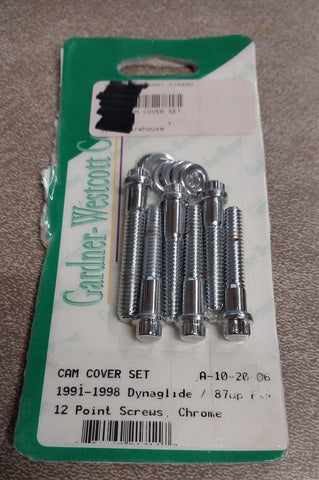 CAM COVER SET
Gardner-Westcott
CAM COVER SET A-10-20-06
1991-1998 Dynaglide / 87up
12 Point Screws, Chrome